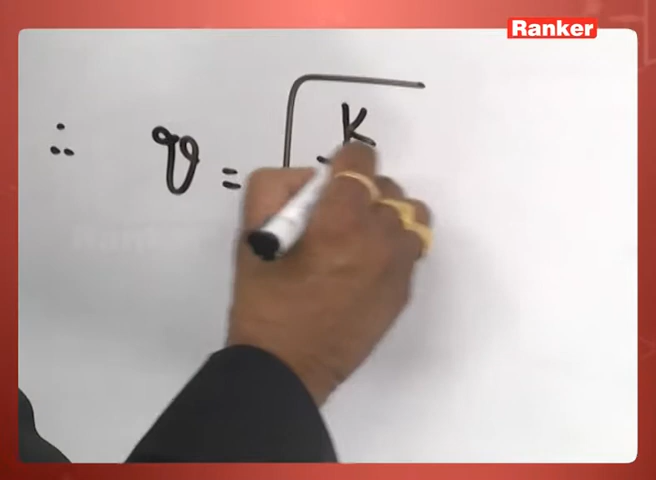 Ranker
∴ v = √K